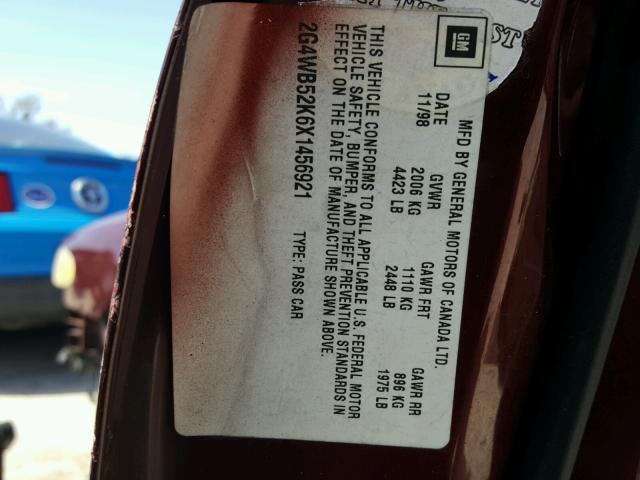 GM
MFD BY GENERAL MOTORS OF CANADA LTD.
DATE GVWR GAWR FRT GAWR RR
11/98 2006 KG 1110 KG 896 KG
4423 LB 2448 LB 1975 LB
THIS VEHICLE CONFORMS TO ALL APPLICABLE U.S. FEDERAL MOTOR
VEHICLE SAFETY, BUMPER, AND THEFT PREVENTION STANDARDS IN
EFFECT ON THE DATE OF MANUFACTURE SHOWN ABOVE.
2G4WB52K6X1456921 TYPE: PASS CAR
ST